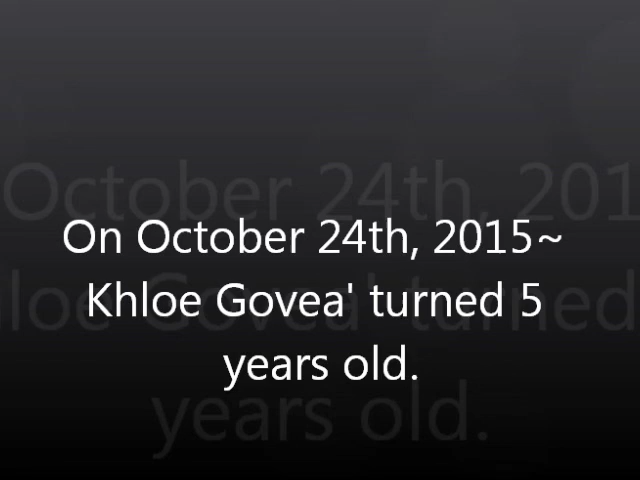 On October 24th, 2015~
Khloe Govea' turned 5
years old.